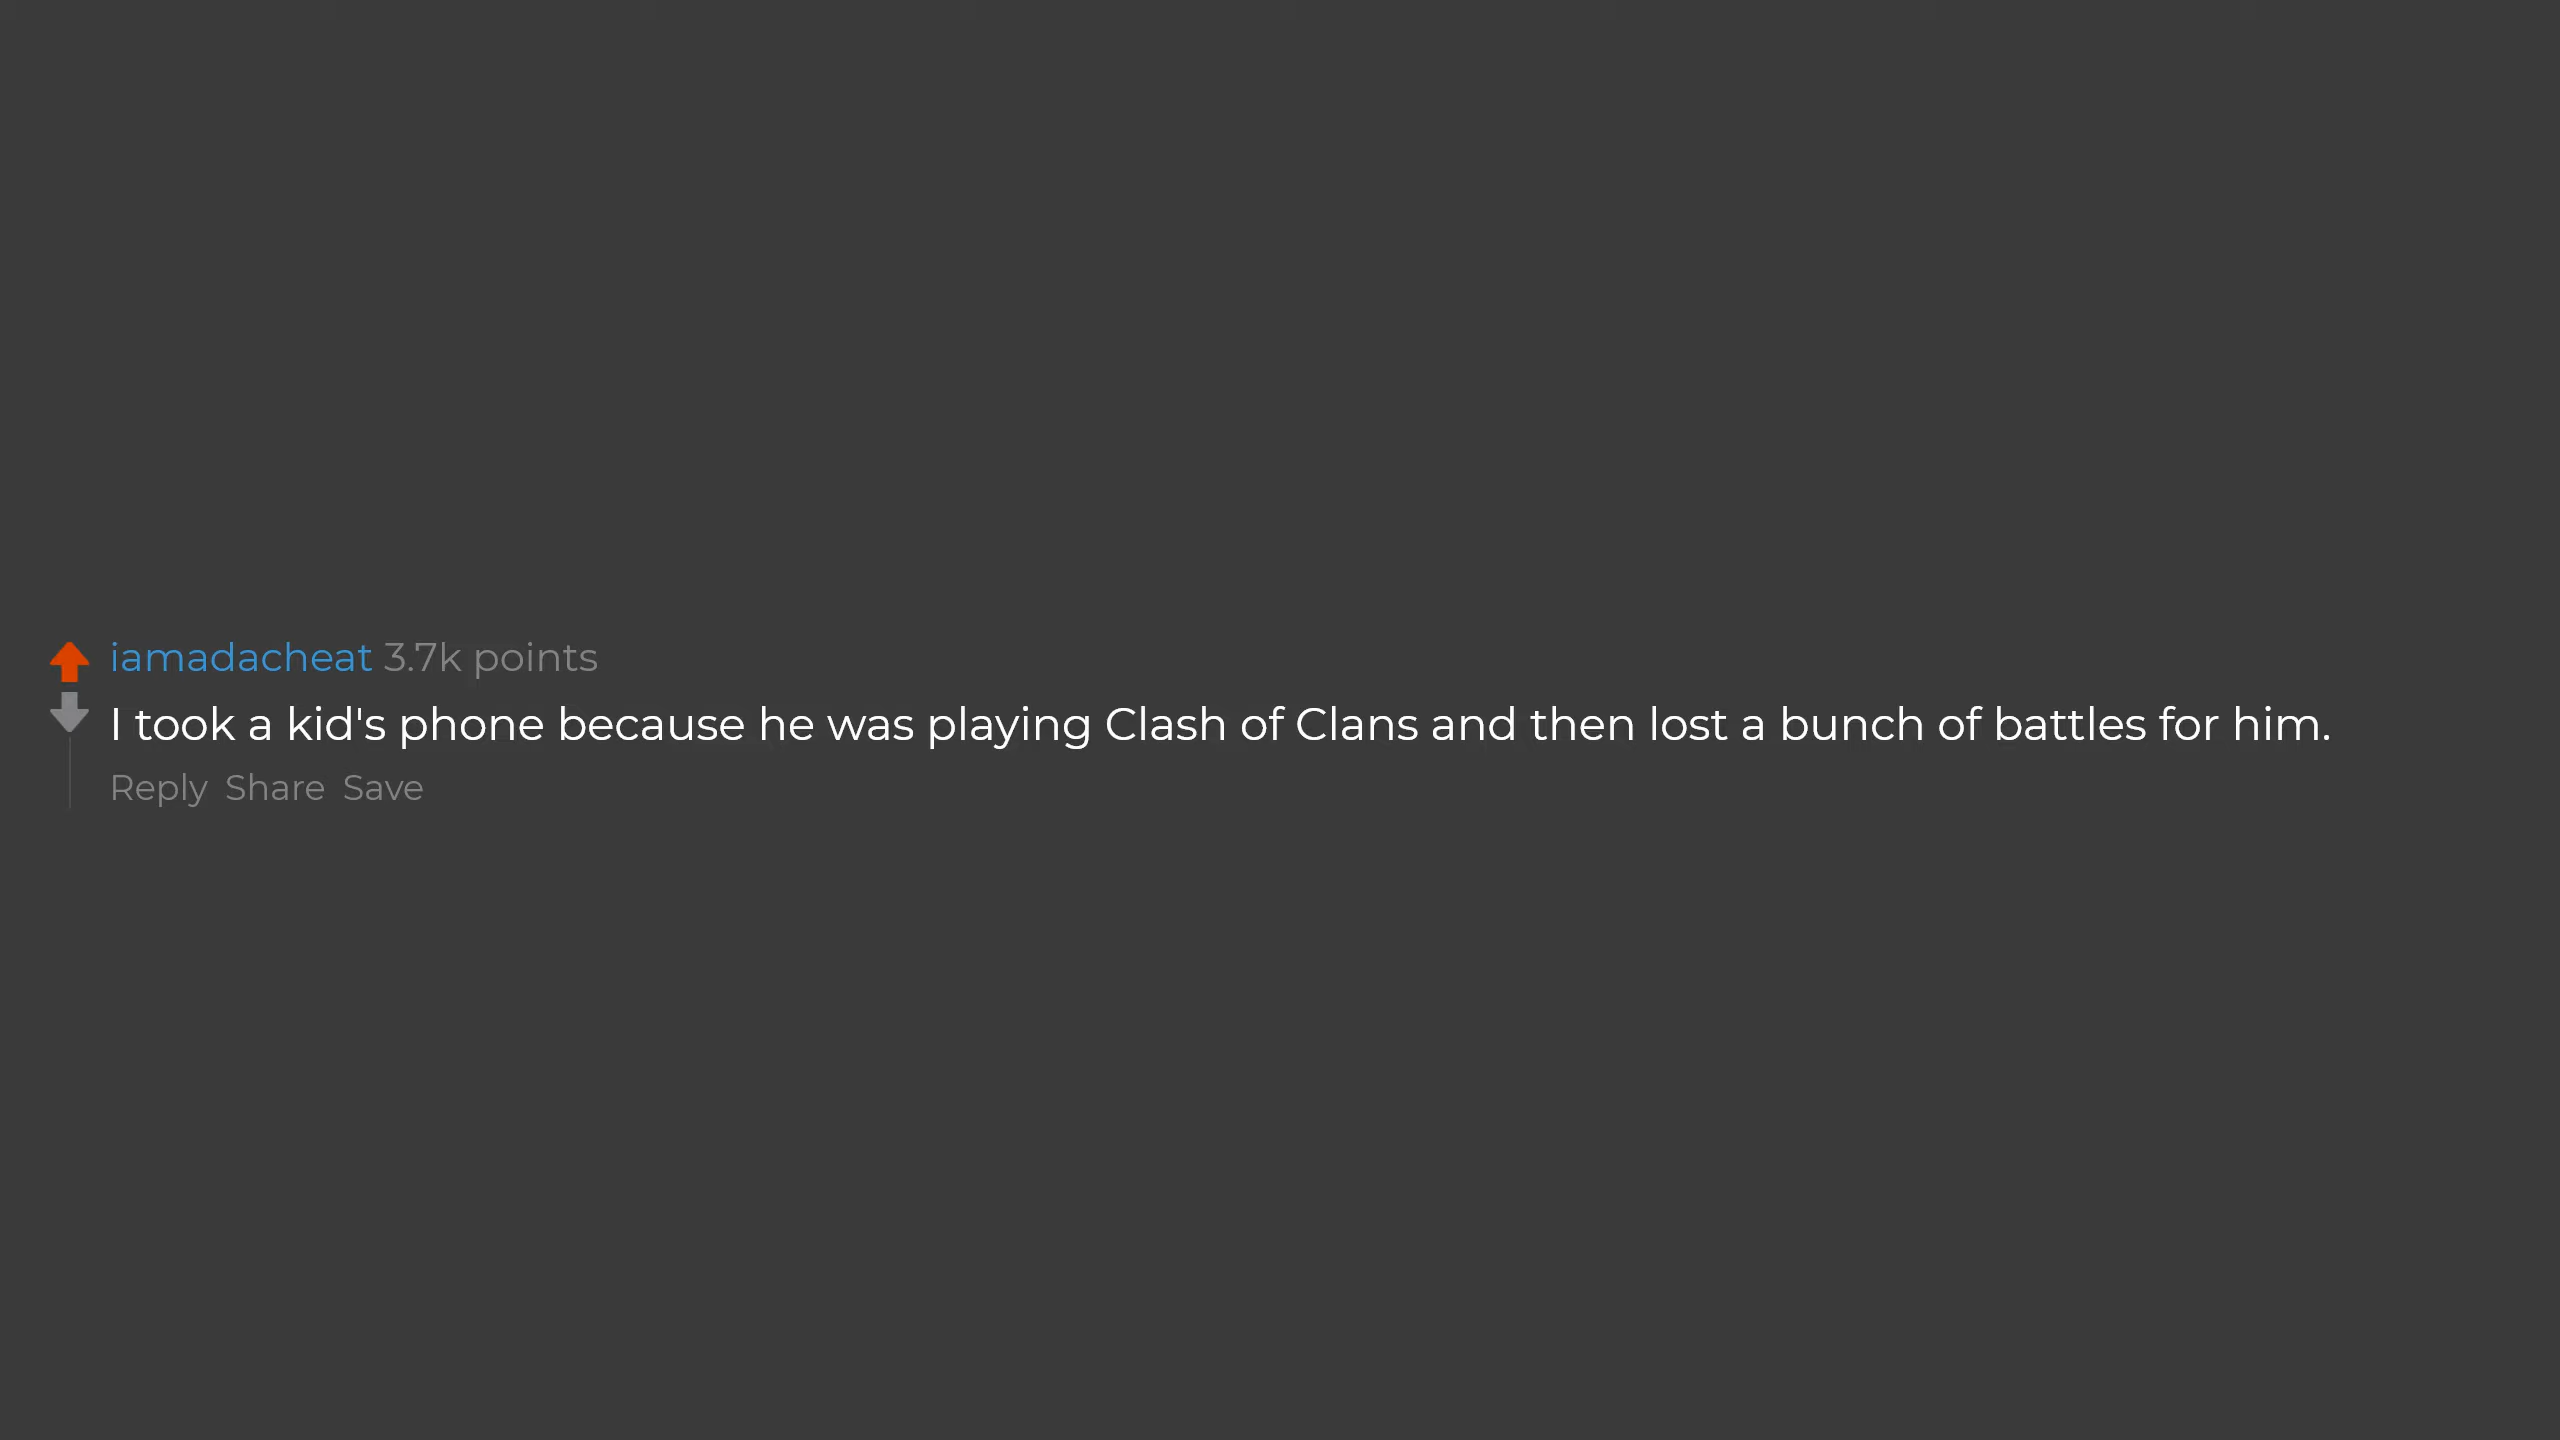 iamadacheat 3.7k points
I took a kid's phone because he was playing Clash of Clans and then lost a bunch of battles for him.
Reply Share Save